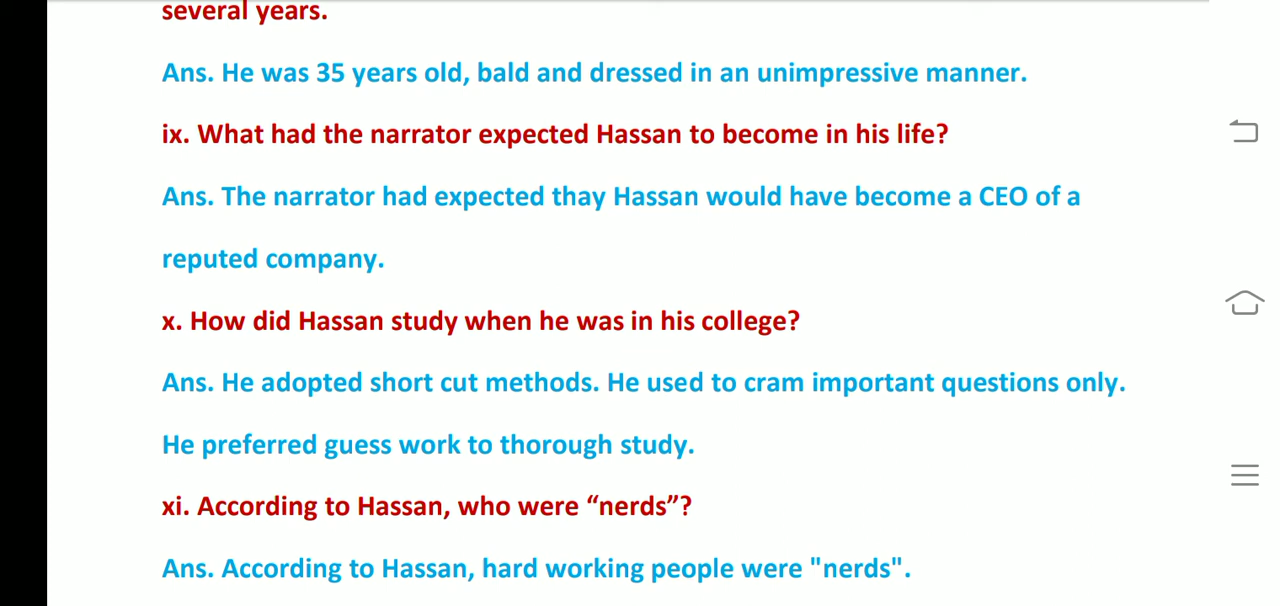 several years.
Ans. He was 35 years old, bald and dressed in an unimpressive manner.
ix. What had the narrator expected Hassan to become in his life?
Ans. The narrator had expected thay Hassan would have become a CEO of a
reputed company.
x. How did Hassan study when he was in his college?
Ans. He adopted short cut methods. He used to cram important questions only.
He preferred guess work to thorough study.
xi. According to Hassan, who were “nerds”?
Ans. According to Hassan, hard working people were "nerds".